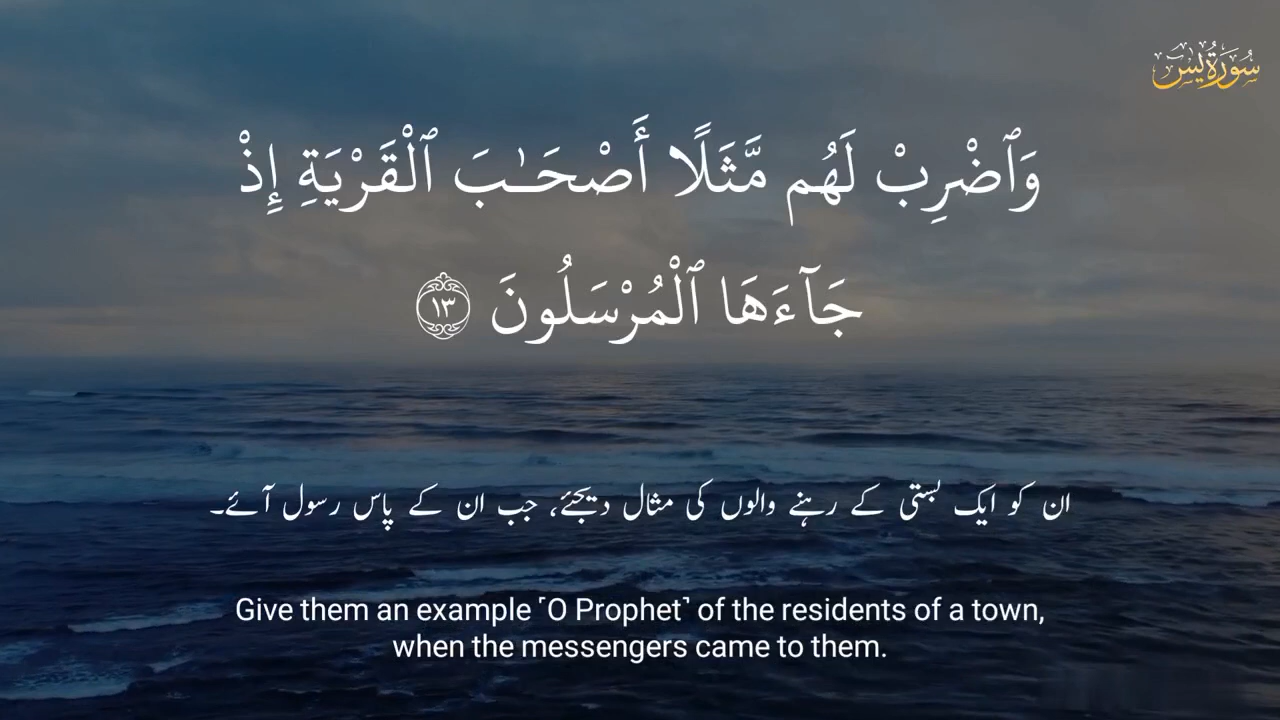 سُورَةُ يس
وَٱضْرِبْ لَهُم مَّثَلًا أَصْحَـٰبَ ٱلْقَرْيَةِ إِذْ
جَآءَهَا ٱلْمُرْسَلُونَ ١٣
ان کو ایک بستی کے رہنے والوں کی مثال دیجئے، جب ان کے پاس رسول آئے۔
Give them an example ˹O Prophet˺ of the residents of a town,
when the messengers came to them.